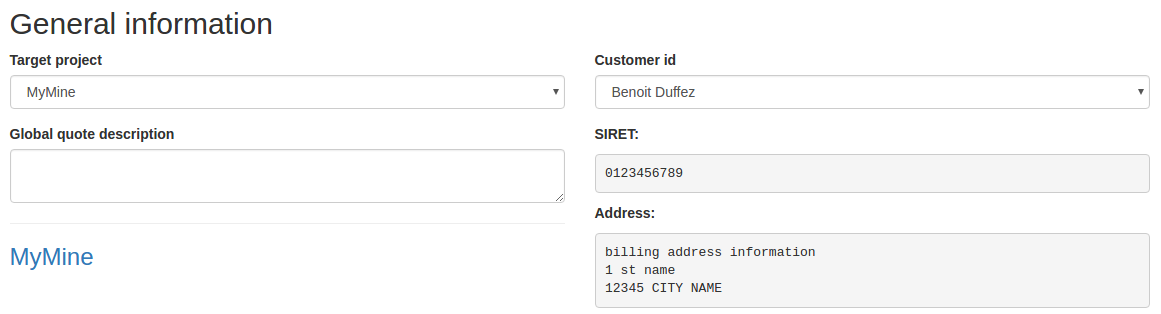 General information
Target project
MyMine
Global quote description
MyMine
Customer id
Benoit Duffez
SIRET:
0123456789
Address:
billing address information
1 st name
12345 CITY NAME